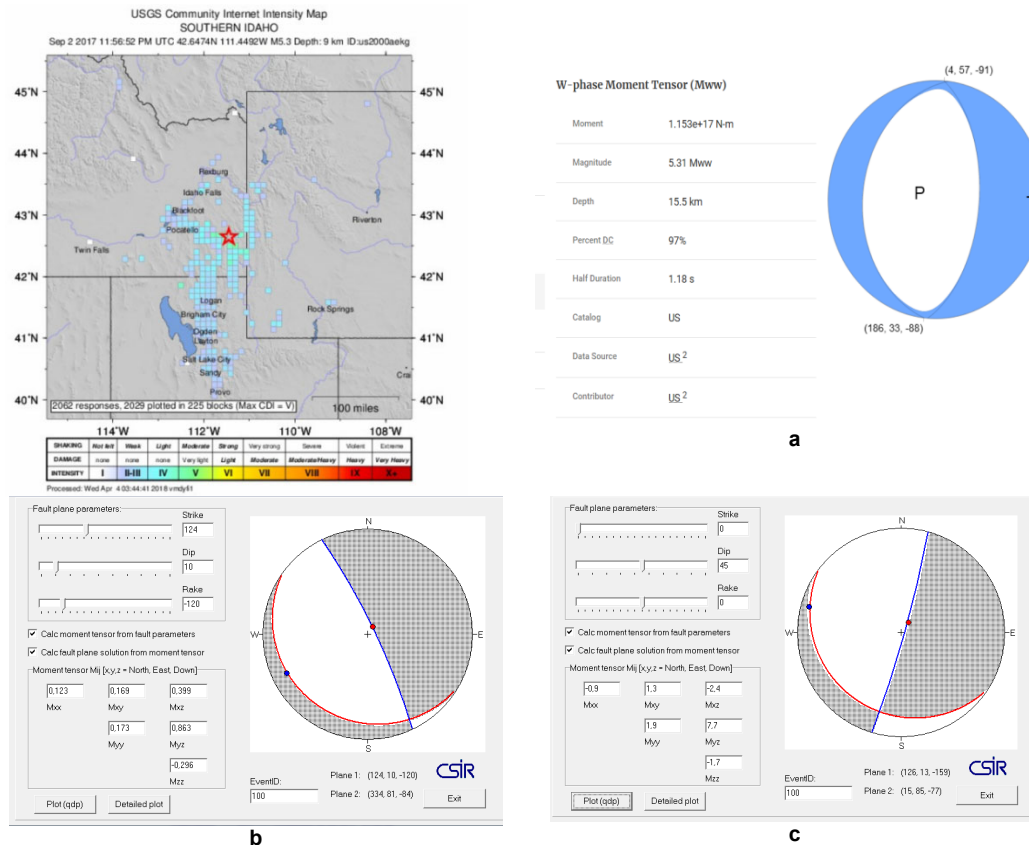 USGS Community Internet Intensity Map
SOUTHERN IDAHO
Sep 2 2017 11:56:52 PM UTC 42.6474N 111.4492W M5.3 Depth: 9 km ID:us2000aekg
45°N
44°N
43°N
42°N
41°N
40°N
45°N
44°N
43°N
42°N
41°N
40°N
Rexburg
Idaho Falls
Blackfoot
Pocatello
Riverton
Twin Falls
Logan
Brigham City
Rock Springs
Ogden
Layton
Salt Lake City
Sandy
Provo
Crai
2062 responses, 2029 plotted in 225 blocks (Max CDI = V)
100 miles
114°W 112°W 110°W 108°W
SHAKING Not felt Weak Light Moderate Strong Very strong Severe Violent Extreme
DAMAGE none none none Very light Light Moderate Moderate/Heavy Heavy Very Heavy
INTENSITY I II-III IV V VI VII VIII IX X+
Processed: Wed Apr 4 03:44:41 2018 vmdyfi1
W-phase Moment Tensor (Mww)
Moment 1.153e+17 N-m
Magnitude 5.31 Mww
Depth 15.5 km
Percent DC 97%
Half Duration 1.18 s
Catalog US
Data Source US 2
Contributor US 2
(4, 57, -91)
P
(186, 33, -88)
a
Fault plane parameters:
Strike
124
Dip
10
Rake
-120
Calc moment tensor from fault parameters
Calc fault plane solution from moment tensor
Moment tensor Mij [x,y,z = North, East, Down]
0,123 0,169 0,399
Mxx Mxy Mxz
0,173 0,863
Myy Myz
-0,296
Mzz
Plot (qdp) Detailed plot
N
W
E
S
CSIR
EventID:
100
Plane 1: (124, 10, -120)
Plane 2: (334, 81, -84)
Exit
b
Fault plane parameters:
Strike
0
Dip
45
Rake
0
Calc moment tensor from fault parameters
Calc fault plane solution from moment tensor
Moment tensor Mij [x,y,z = North, East, Down]
-0,9 1,3 -2,4
Mxx Mxy Mxz
1,9 7,7
Myy Myz
-1,7
Mzz
Plot (qdp) Detailed plot
N
W
E
S
CSIR
EventID:
100
Plane 1: (126, 13, -159)
Plane 2: (15, 85, -77)
Exit
c